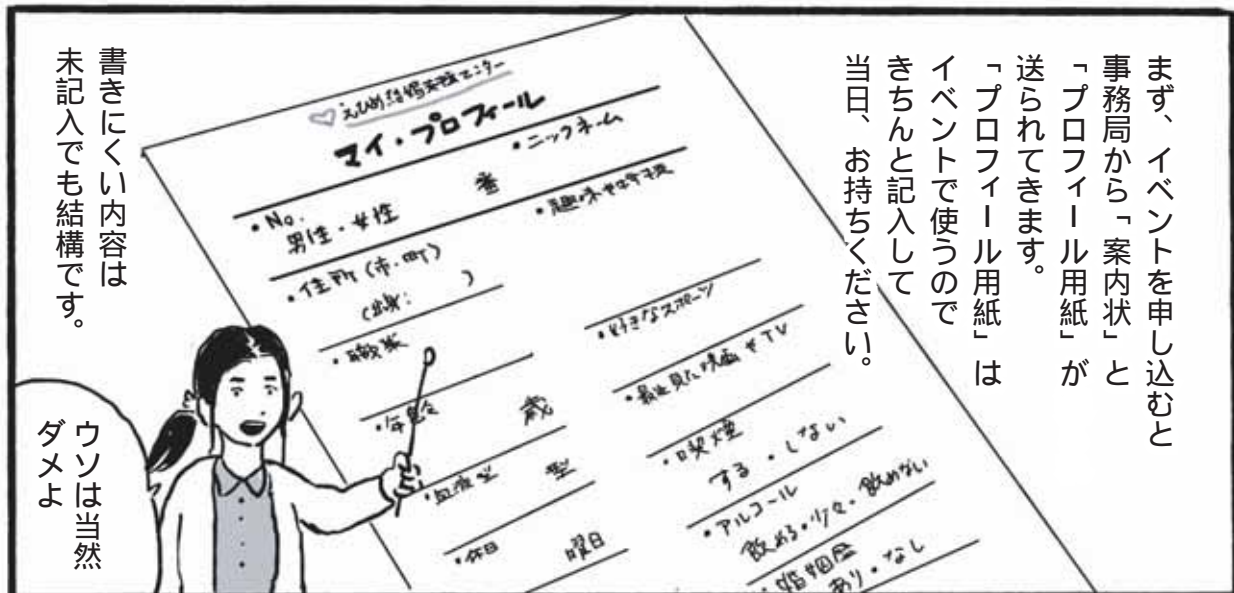 まず、イベントを申し込むと
事務局から「案内状」と
「プロフィール用紙」が
送られてきます。
「プロフィール用紙」は
イベントで使うので
きちんと記入して
当日、お持ちください。
♡えひめ結婚支援センター
マイ・プロフィール
・No. 番
男性・女性
・ニックネーム
・住所(市・町)
(出身: )
・趣味や特技
・職業
・好きなスポーツ
・年齢 歳
・最近見た映画やTV
・血液型 型
・喫煙
する・しない
・休日 曜日
・アルコール
飲める・少々・飲めない
・婚姻歴
あり・なし
書きにくい内容は
未記入でも結構です。
ウソは当然
ダメよ